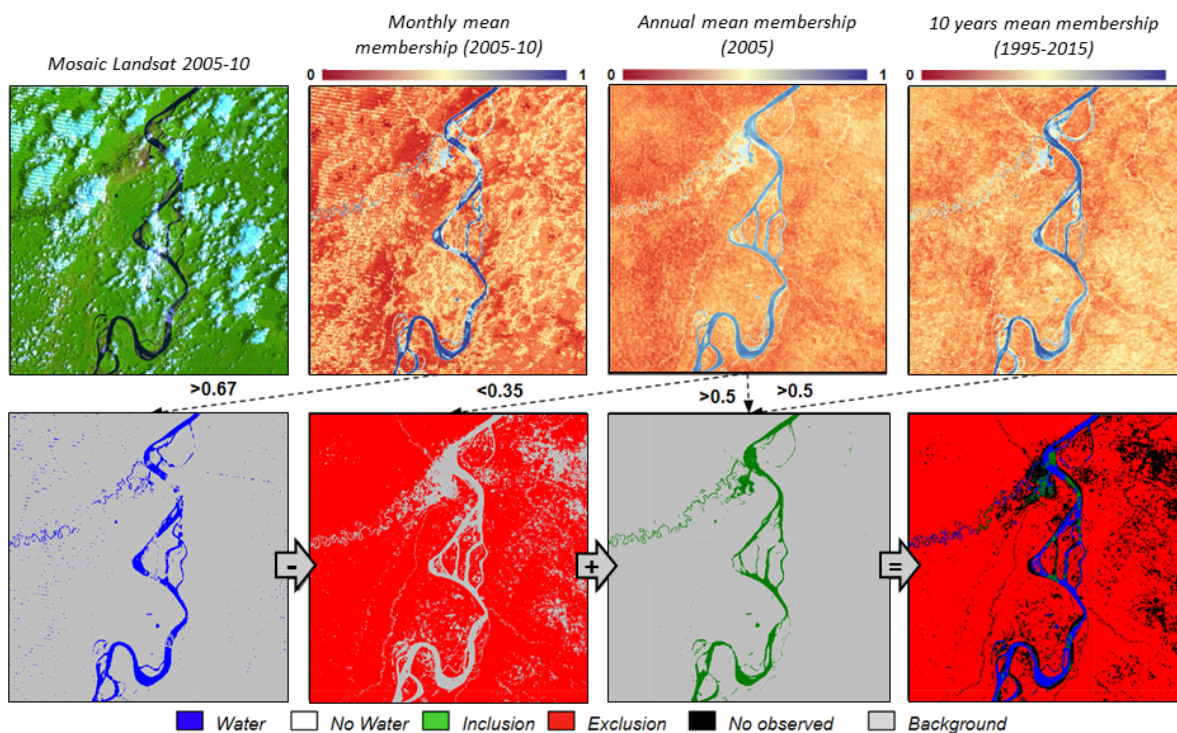 Mosaic Landsat 2005-10
Monthly mean
membership (2005-10)
Annual mean membership
(2005)
10 years mean membership
(1995-2015)
0 1
0 1
0 1
>0.67
<0.35
>0.5
>0.5
-
+
=
Water
No Water
Inclusion
Exclusion
No observed
Background